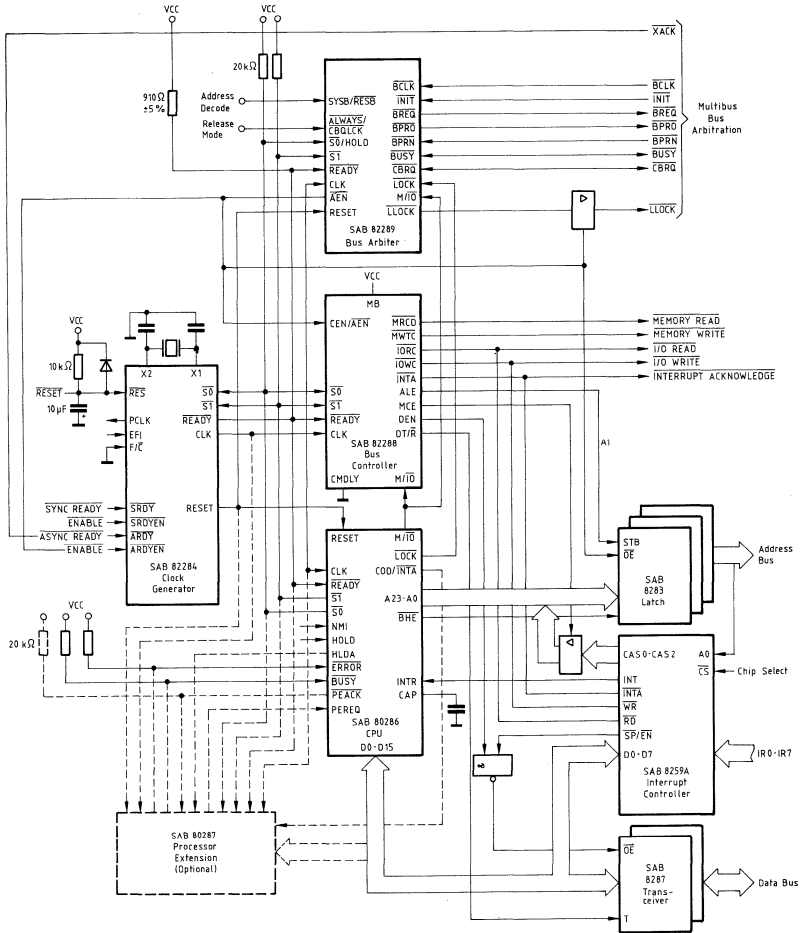 VCC
VCC
XACK
20kΩ
910Ω
±5%
Address
Decode
Release
Mode
SYSB/RESB
ALWAYS/
CBQLCK
S0/HOLD
S1
READY
CLK
AEN
RESET
BCLK
INIT
BREQ
BPRO
BPRN
BUSY
CBRQ
LOCK
M/IO
LLOCK
SAB 82289
Bus Arbiter
BCLK
INIT
BREQ
BPRO
BPRN
BUSY
CBRQ
LLOCK
Multibus
Bus
Arbitration
VCC
MB
CEN/AEN
MRCD
MWTC
IORC
IOWC
INTA
ALE
MCE
DEN
DT/R
S0
S1
READY
CLK
SAB 82288
Bus
Controller
CMDLY
M/IO
MEMORY READ
MEMORY WRITE
I/O READ
I/O WRITE
INTERRUPT ACKNOWLEDGE
A1
VCC
10kΩ
RESET
10µF
X2
X1
RES
PCLK
EFI
F/C
S0
S1
READY
CLK
RESET
SYNC READY
ENABLE
ASYNC READY
ENABLE
SRDY
SRDYEN
ARDY
ARDYEN
SAB 82284
Clock
Generator
RESET
M/IO
LOCK
COD/INTA
A23-A0
BHE
CLK
READY
S1
S0
NMI
HOLD
HLDA
ERROR
BUSY
PEACK
PEREQ
INTR
CAP
SAB 80286
CPU
D0-D15
VCC
20 kΩ
STB
OE
SAB
8283
Latch
Address
Bus
CAS0-CAS2
A0
CS
Chip Select
INT
INTA
WR
RD
SP/EN
D0-D7
IR0-IR7
SAB 8259A
Interrupt
Controller
&
SAB 80287
Processor
Extension
(Optional)
OE
SAB
8287
Trans-
ceiver
T
Data Bus